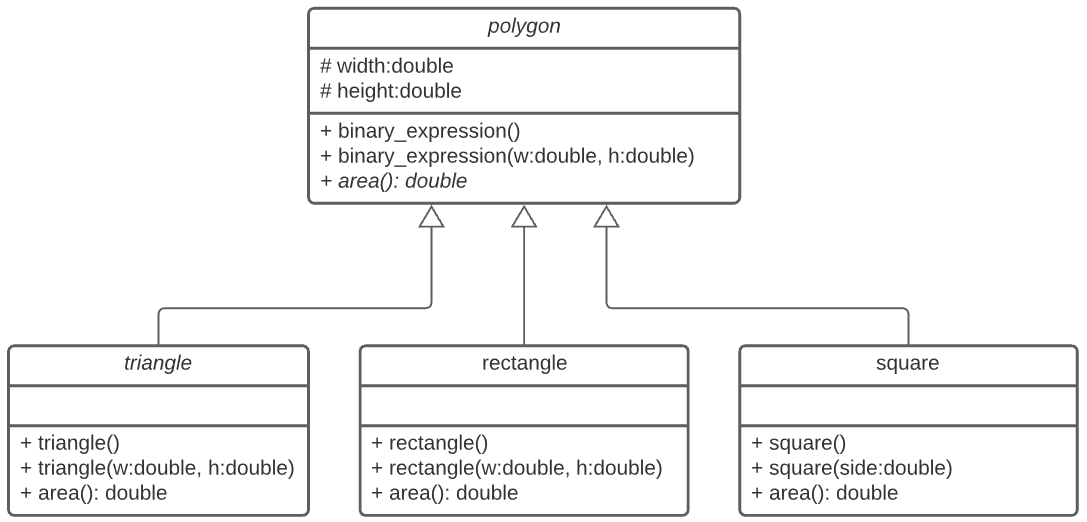 polygon
# width:double
# height:double
+ binary_expression()
+ binary_expression(w:double, h:double)
+ area(): double
triangle
+ triangle()
+ triangle(w:double, h:double)
+ area(): double
rectangle
+ rectangle()
+ rectangle(w:double, h:double)
+ area(): double
square
+ square()
+ square(side:double)
+ area(): double